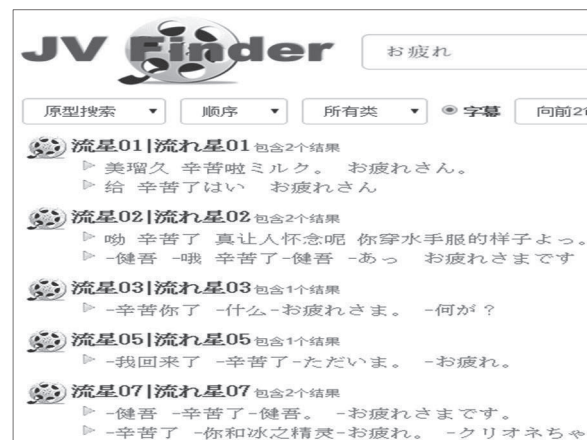 JV Finder
お疲れ
原型搜索 ▼ 顺序 ▼ 所有类 ▼ 字幕 向前2
流星01|流れ星01 包含2个结果
美瑠久 辛苦啦ミルク。 お疲れさん。
给 辛苦了はい お疲れさん
流星02|流れ星02 包含2个结果
呦 辛苦了 真让人怀念呢 你穿水手服的样子よっ。
-健吾 -哦 辛苦了-健吾 -あっ お疲れさまです
流星03|流れ星03 包含1个结果
-辛苦你了 -什么-お疲れさま。 -何が？
流星05|流れ星05 包含1个结果
-我回来了 -辛苦了-ただいま。 -お疲れ。
流星07|流れ星07 包含2个结果
-健吾 -辛苦了-健吾。 -お疲れさまです。
-辛苦了 -你和冰之精灵-お疲れ。 -クリオネちゃ